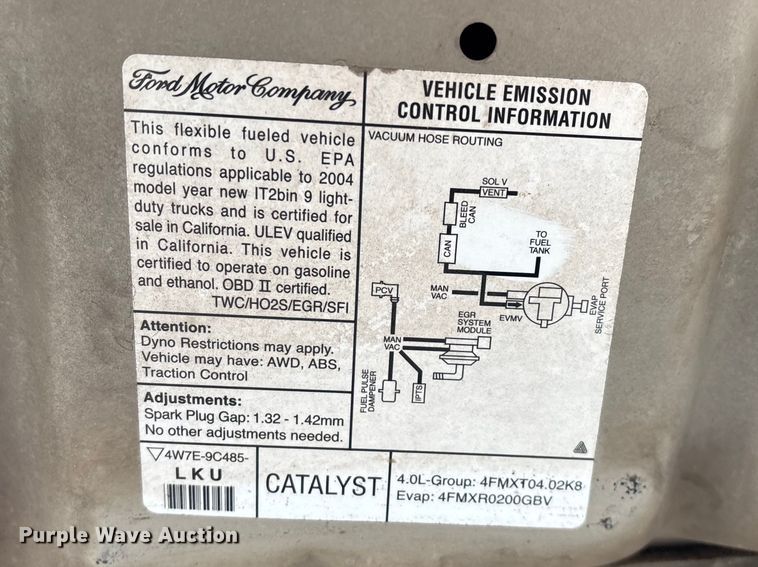 Ford Motor Company
This flexible fueled vehicle
conforms to U.S. EPA
regulations applicable to 2004
model year new IT2bin 9 light-
duty trucks and is certified for
sale in California. ULEV qualified
in California. This vehicle is
certified to operate on gasoline
and ethanol. OBD II certified.
TWC/HO2S/EGR/SFI
Attention:
Dyno Restrictions may apply.
Vehicle may have: AWD, ABS,
Traction Control
Adjustments:
Spark Plug Gap: 1.32 - 1.42mm
No other adjustments needed.
4W7E-9C485-
LKU
VEHICLE EMISSION
CONTROL INFORMATION
VACUUM HOSE ROUTING
SOL V
VENT
BLEED
CAN
CAN
TO
FUEL
TANK
MAN
VAC
EVMV
EVAP
SERVICE PORT
PCV
EGR
SYSTEM
MODULE
MAN
VAC
FUEL PULSE
DAMPENER
IPTS
CATALYST
4.0L-Group: 4FMXT04.02K8
Evap: 4FMXR0200GBV
Purple Wave Auction